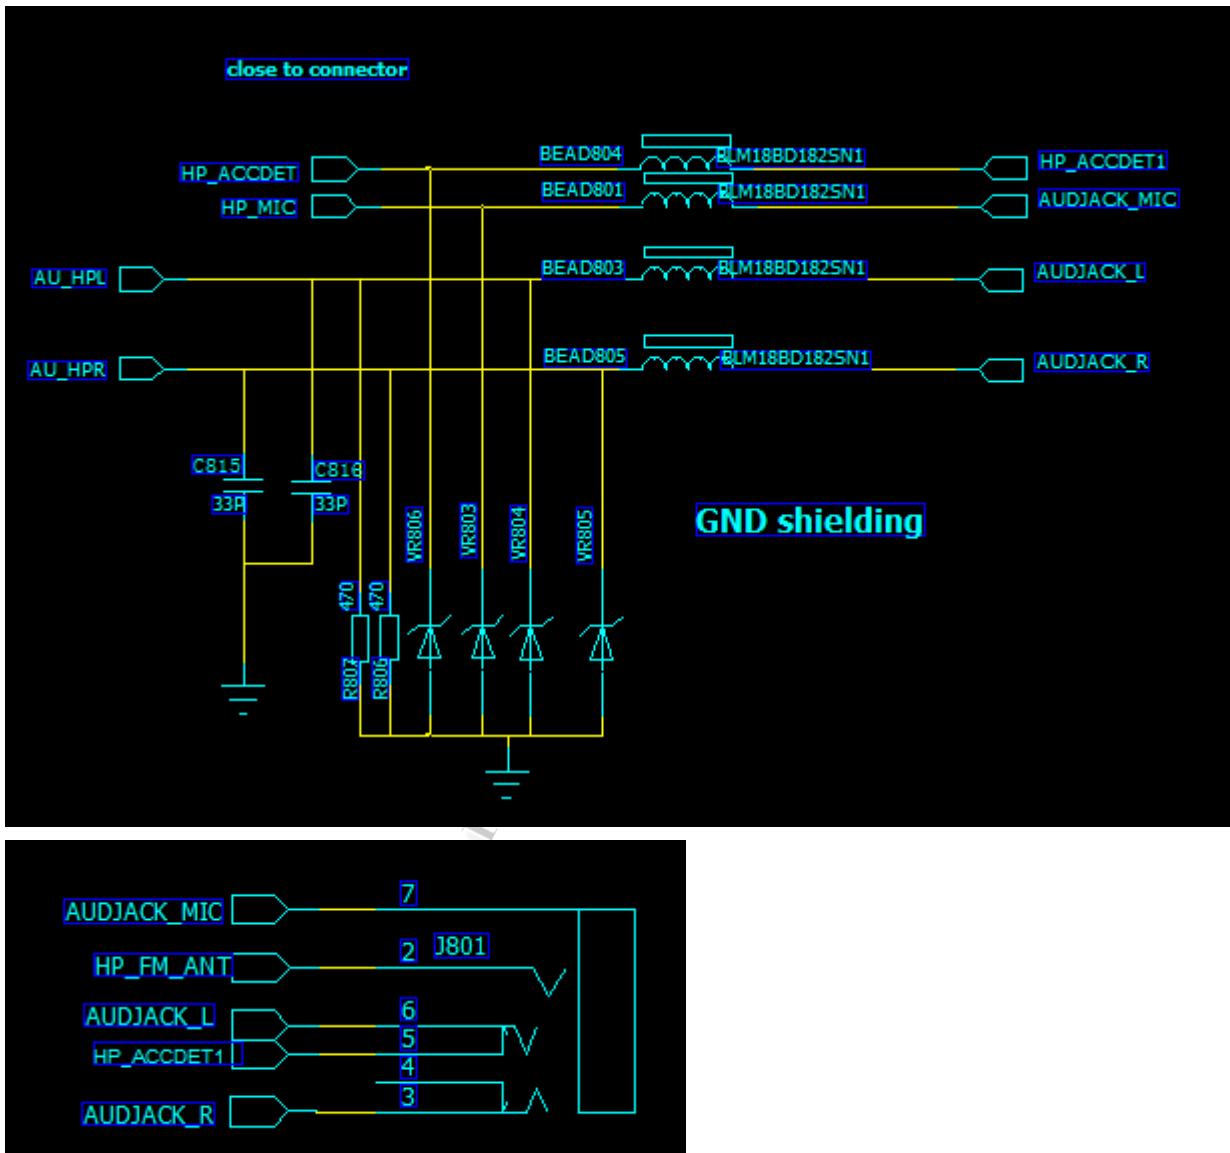 close to connector
BEAD804
BLM18BD182SN1
HP_ACCDET
HP_ACCDET1
BEAD801
BLM18BD182SN1
HP_MIC
AUDJACK_MIC
AU_HPL
BEAD803
BLM18BD182SN1
AUDJACK_L
AU_HPR
BEAD805
BLM18BD182SN1
AUDJACK_R
C815
33P
C816
33P
VR806
VR803
VR804
VR805
GND shielding
470
470
R807
R806
AUDJACK_MIC
7
HP_FM_ANT
2
J801
AUDJACK_L
6
HP_ACCDET1
5
4
AUDJACK_R
3